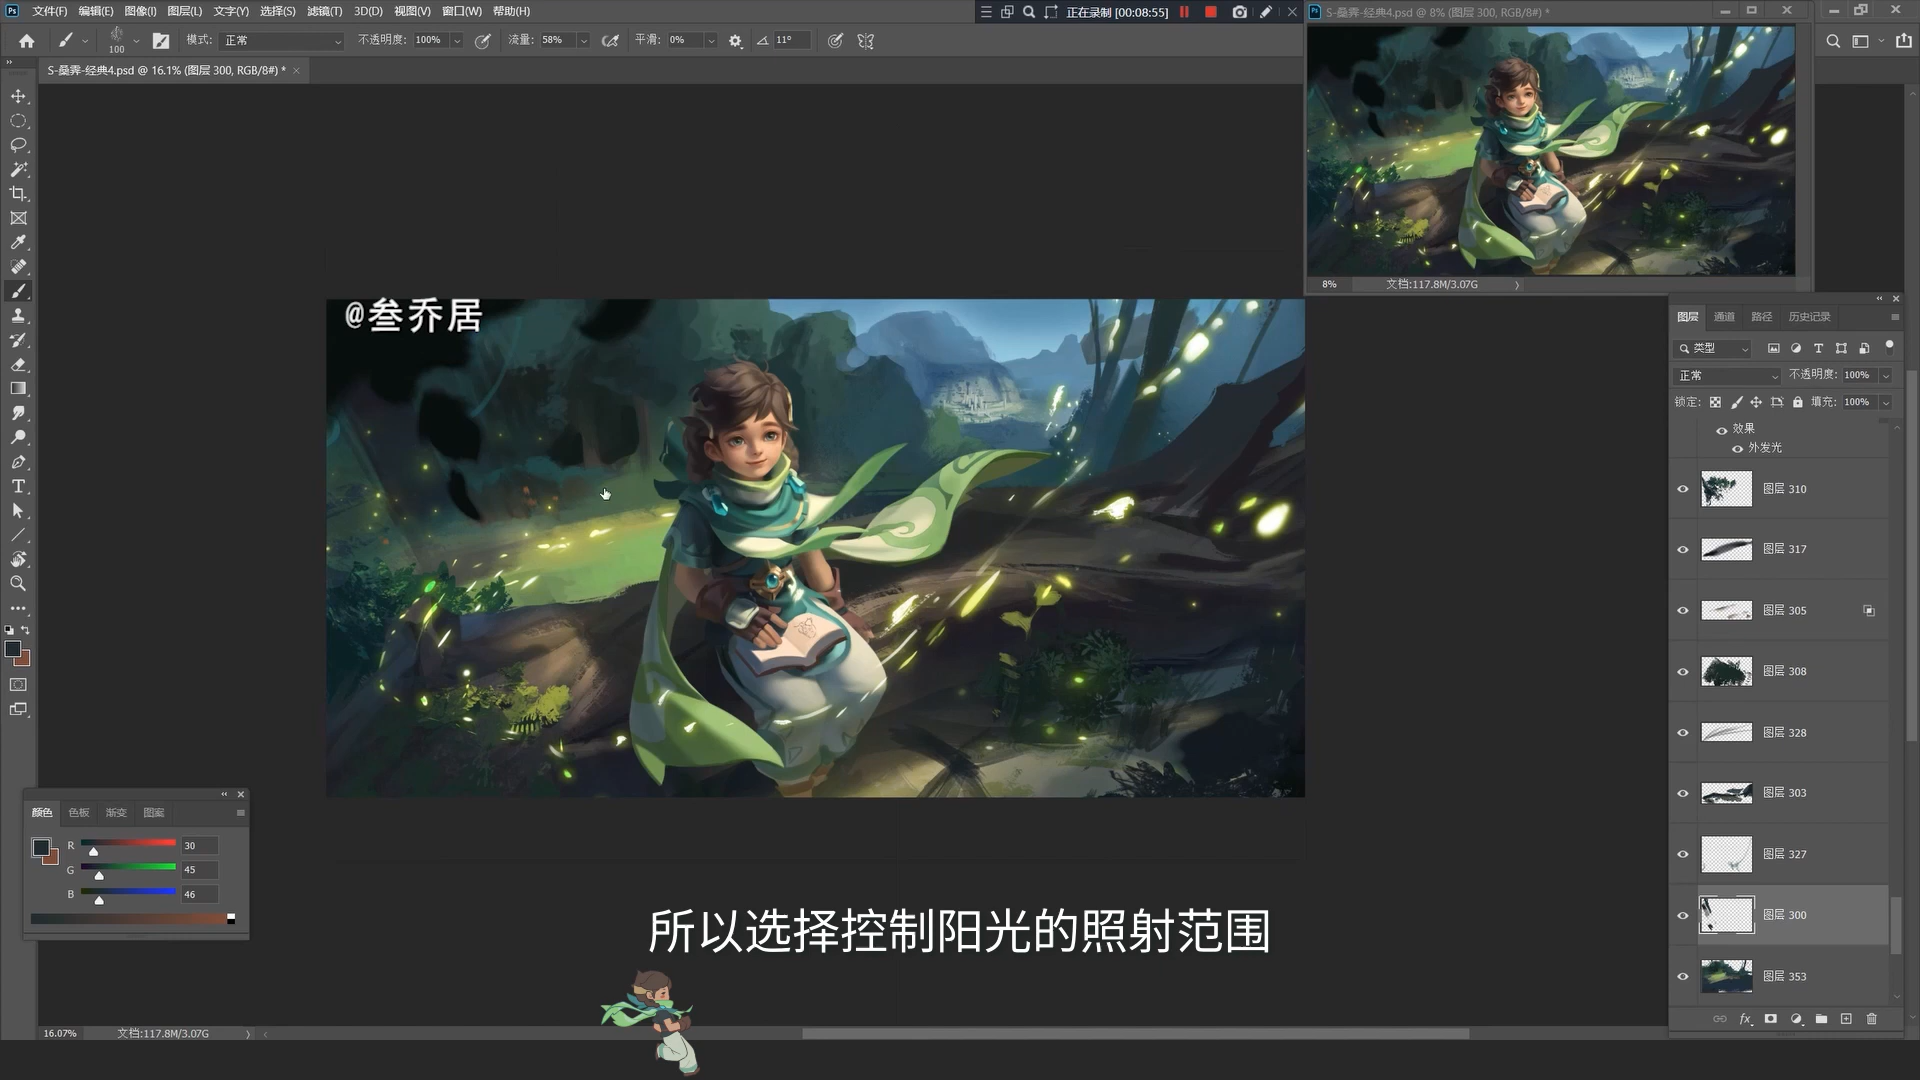 文件(F) 编辑(E) 图像(I) 图层(L) 文字(Y) 选择(S) 滤镜(T) 3D(D) 视图(V) 窗口(W) 帮助(H)
正在录制 [00:08:55]
S-桑霁-经典4.psd @ 8% (图层 300, RGB/8#) *
100 模式: 正常 不透明度: 100% 流量: 58% 平滑: 0% 11°
S-桑霁-经典4.psd @ 16.1% (图层 300, RGB/8#) *
8% 文档:117.8M/3.07G
@叁乔居
图层 通道 路径 历史记录
类型
正常 不透明度: 100%
锁定: 填充: 100%
效果
外发光
图层 310
图层 317
图层 305
图层 308
图层 328
图层 303
图层 327
图层 300
图层 353
fx
颜色 色板 渐变 图案
R 30
G 45
B 46
所以选择控制阳光的照射范围
16.07% 文档:117.8M/3.07G